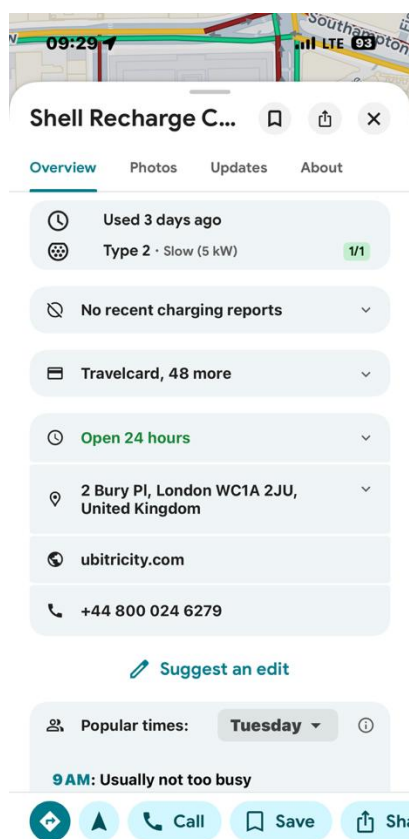 Southampton
09:29
LTE 93
Shell Recharge C...
Overview Photos Updates About
Used 3 days ago
Type 2 · Slow (5 kW) 1/1
No recent charging reports
Travelcard, 48 more
Open 24 hours
2 Bury Pl, London WC1A 2JU,
United Kingdom
ubitricity.com
+44 800 024 6279
Suggest an edit
Popular times: Tuesday
9 AM: Usually not too busy
Call Save Sha